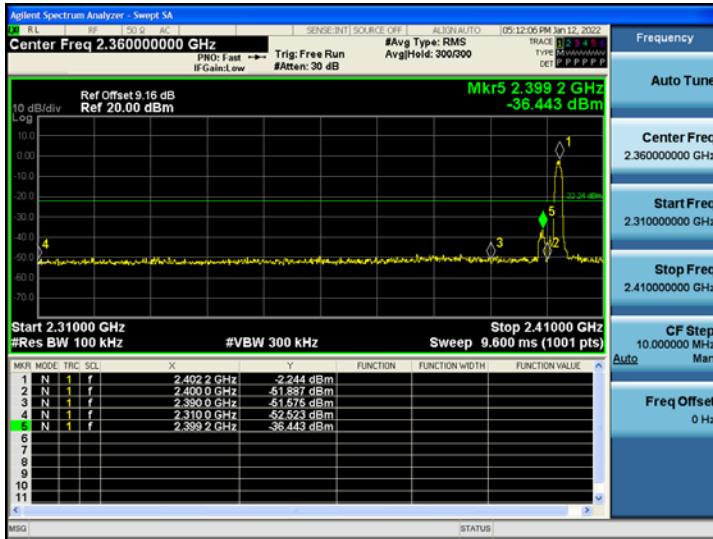 Agilent Spectrum Analyzer - Swept SA
RL RF 50 Ω AC SENSE:INT SOURCE OFF ALIGNAUTO 05:12:06 PM Jan 12, 2022
Center Freq 2.360000000 GHz #Avg Type: RMS TRACE 1 2 3 4 5 6
PNO: Fast Trig: Free Run Avg|Hold: 300/300 TYPE M
IFGain:Low #Atten: 30 dB DET P P P P P P
Mkr5 2.399 2 GHz
-36.443 dBm
Ref Offset 9.16 dB
10 dB/div Ref 20.00 dBm
Log
10.0
0.00
-10.0
-20.0
-22.24 dBm
-30.0
-40.0
-50.0
-60.0
-70.0
1
5
4
3
2
Start 2.31000 GHz Stop 2.41000 GHz
#Res BW 100 kHz #VBW 300 kHz Sweep 9.600 ms (1001 pts)
MKR MODE TRC SCL X Y FUNCTION FUNCTION WIDTH FUNCTION VALUE
1 N 1 f 2.402 2 GHz -2.244 dBm
2 N 1 f 2.400 0 GHz -51.887 dBm
3 N 1 f 2.390 0 GHz -51.575 dBm
4 N 1 f 2.310 0 GHz -52.523 dBm
5 N 1 f 2.399 2 GHz -36.443 dBm
6
7
8
9
10
11
MSG STATUS
Frequency
Auto Tune
Center Freq
2.360000000 GHz
Start Freq
2.310000000 GHz
Stop Freq
2.410000000 GHz
CF Step
10.000000 MHz
Auto Man
Freq Offset
0 Hz